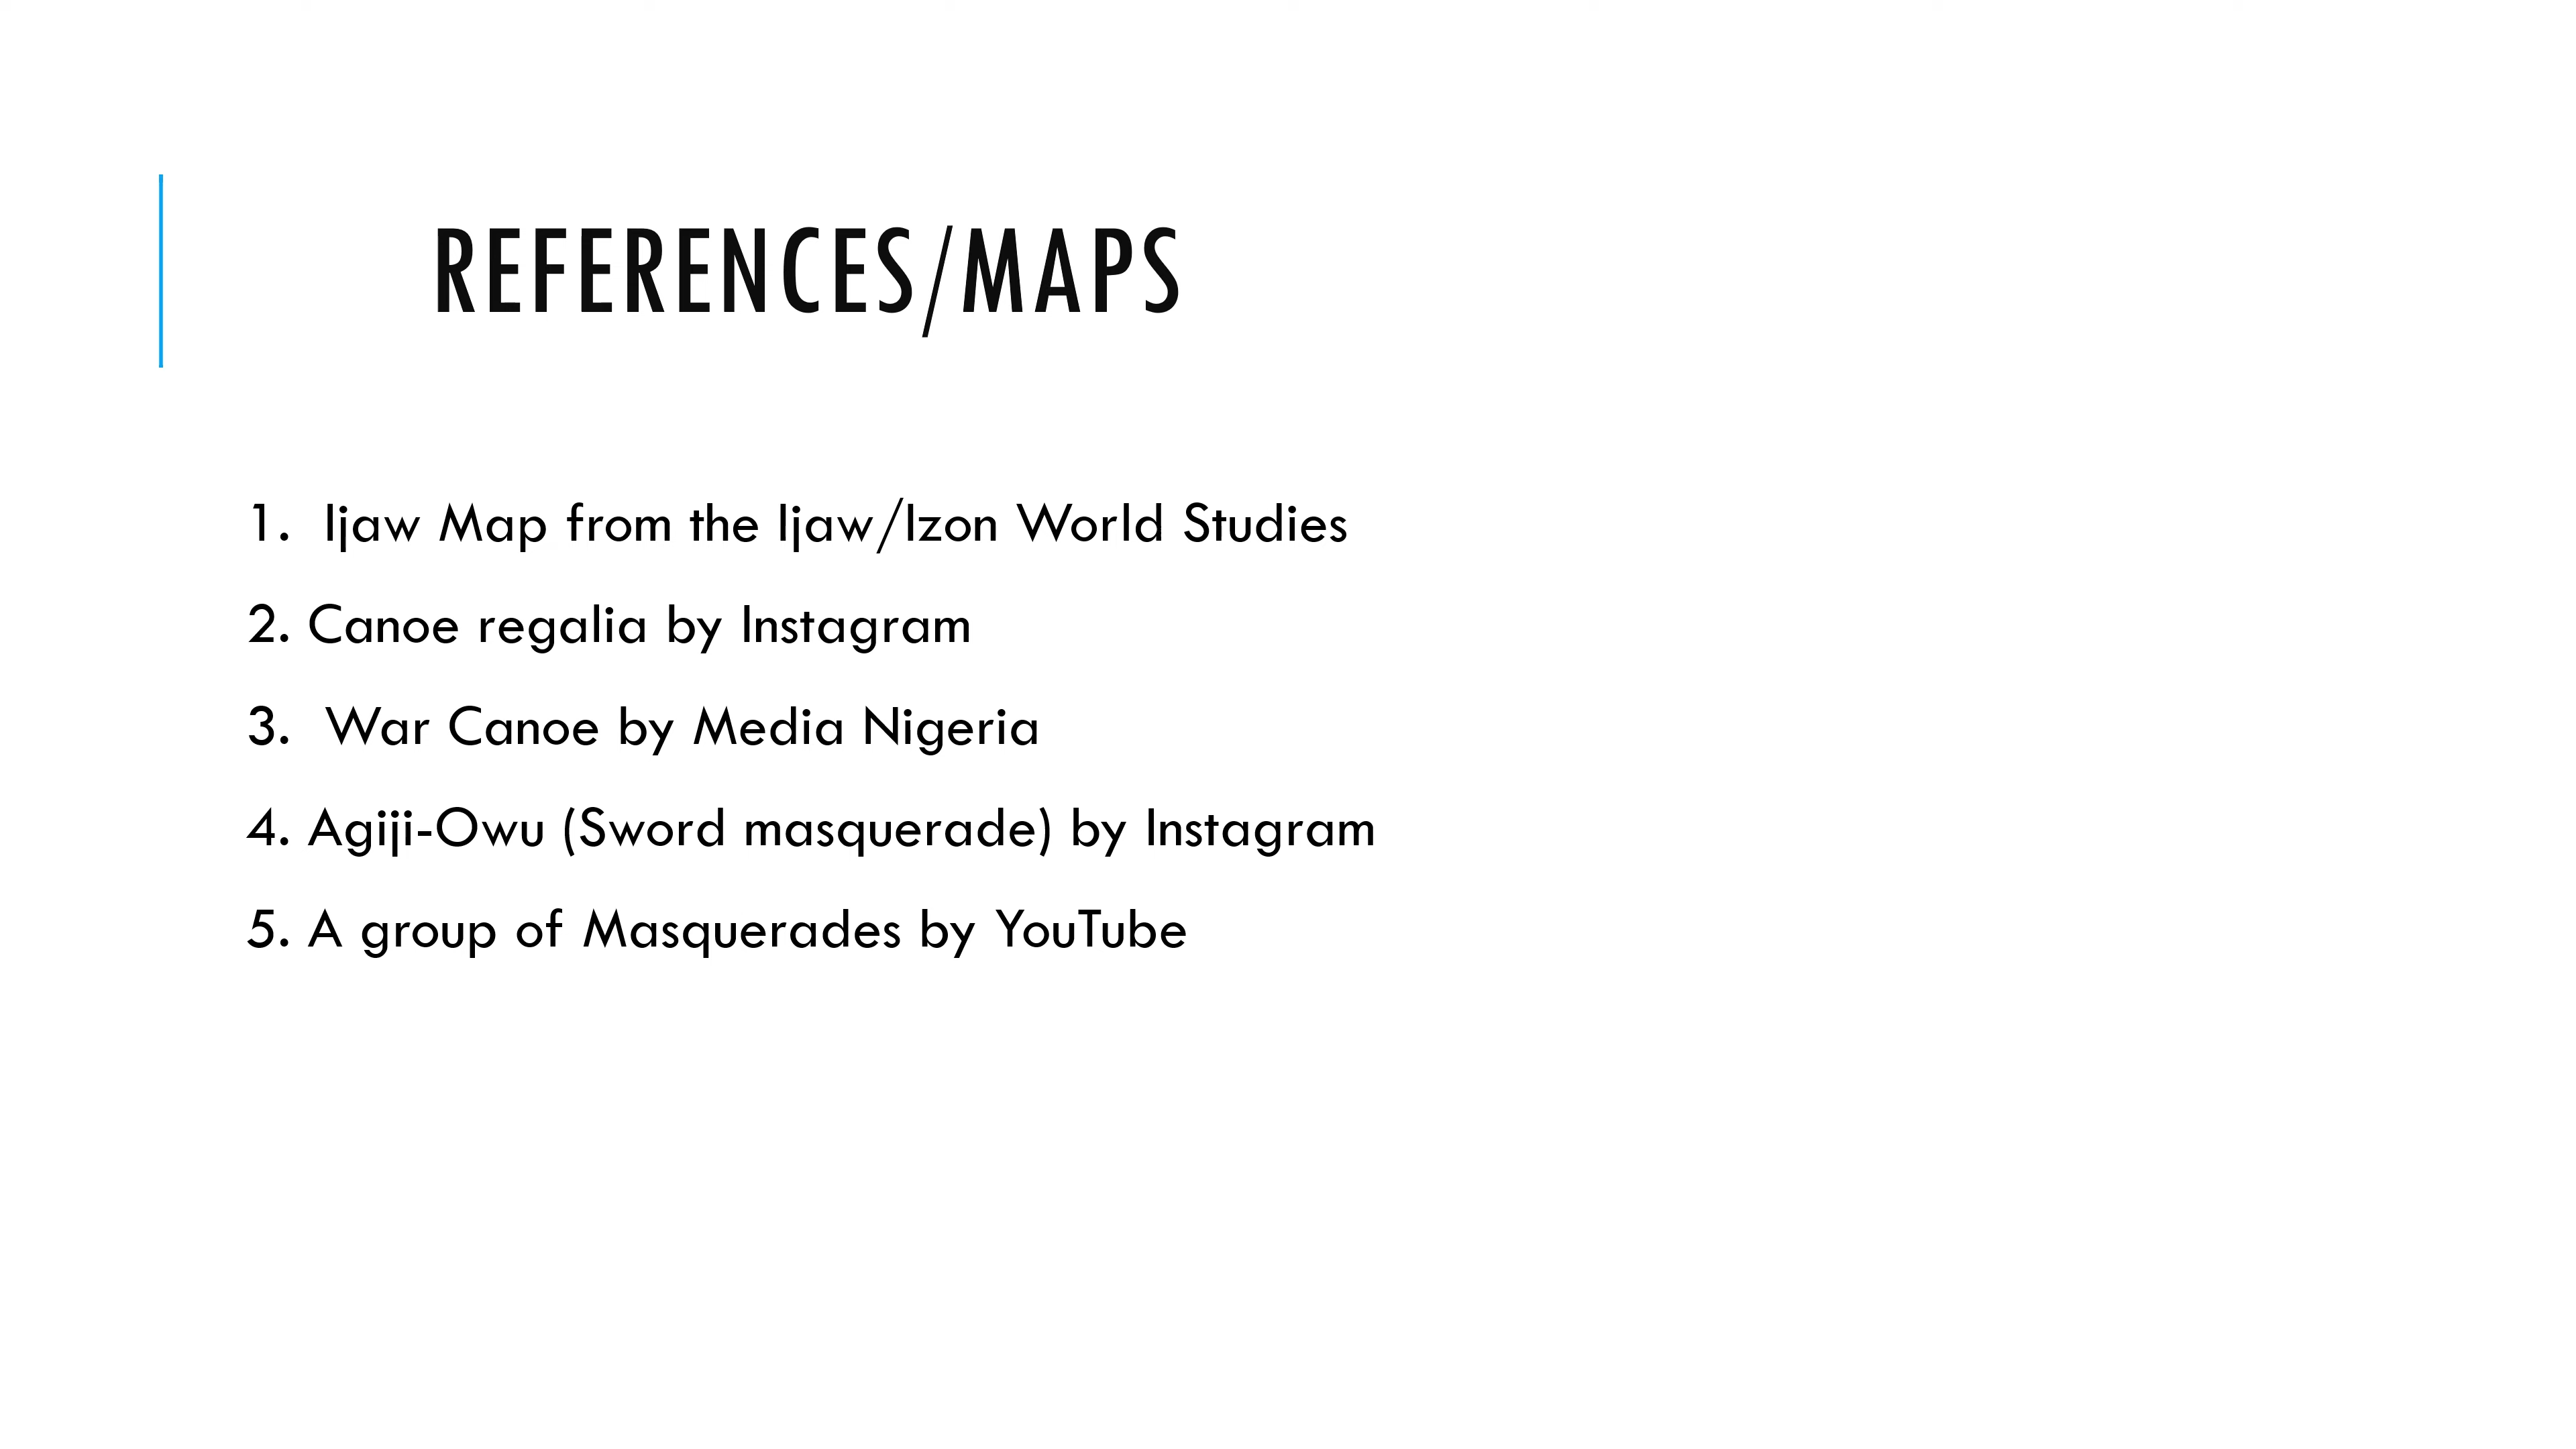 REFERENCES/MAPS
1. Ijaw Map from the Ijaw/Izon World Studies
2. Canoe regalia by Instagram
3. War Canoe by Media Nigeria
4. Agiji-Owu (Sword masquerade) by Instagram
5. A group of Masquerades by YouTube